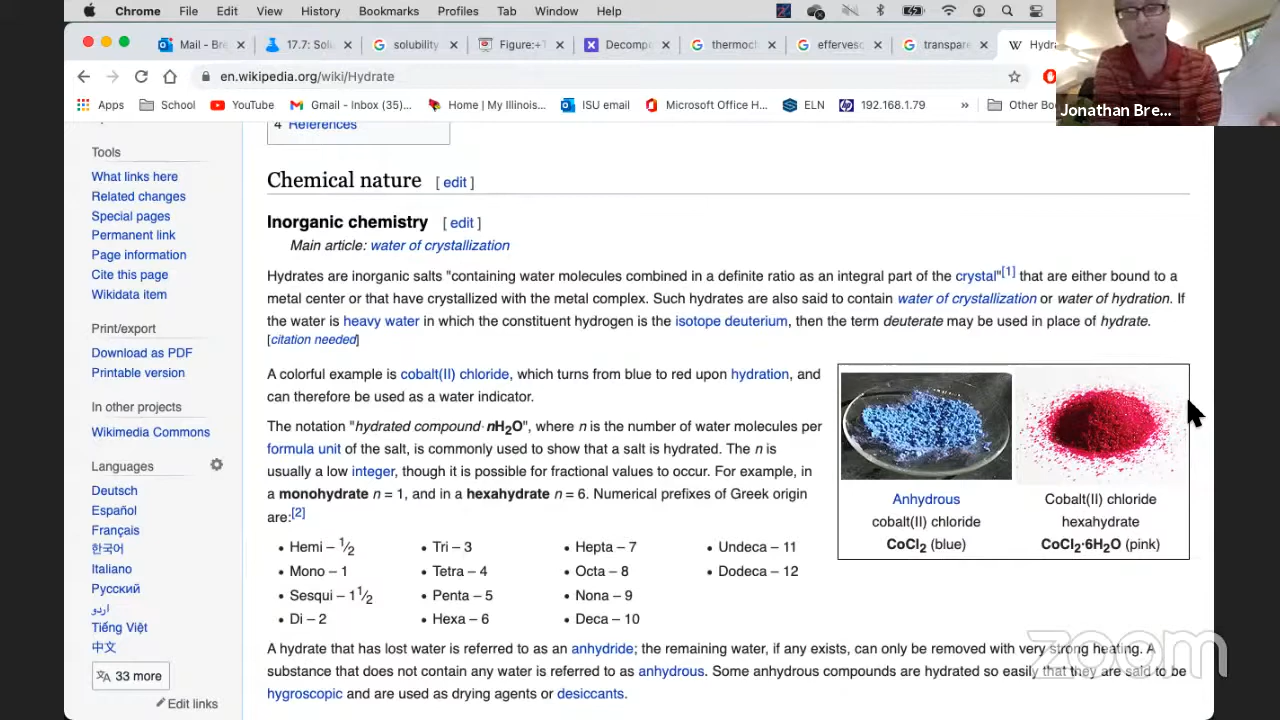 Chrome File Edit View History Bookmarks Profiles Tab Window Help
Mail - Bre
17.7: Solu
solubility
Figure:+T
Decompo
thermoch
effervesc
transpare
W Hydra
en.wikipedia.org/wiki/Hydrate
Apps School YouTube Gmail - Inbox (35)... Home | My Illinois... ISU email Microsoft Office H... ELN 192.168.1.79 » Other Bo
Jonathan Bre...
4 References
Tools
What links here
Related changes
Special pages
Permanent link
Page information
Cite this page
Wikidata item
Print/export
Download as PDF
Printable version
In other projects
Wikimedia Commons
Languages
Deutsch
Español
Français
한국어
Italiano
Русский
اردو
Tiếng Việt
中文
33 more
Edit links
Chemical nature [ edit ]
Inorganic chemistry [ edit ]
Main article: water of crystallization
Hydrates are inorganic salts "containing water molecules combined in a definite ratio as an integral part of the crystal"[1] that are either bound to a
metal center or that have crystallized with the metal complex. Such hydrates are also said to contain water of crystallization or water of hydration. If
the water is heavy water in which the constituent hydrogen is the isotope deuterium, then the term deuterate may be used in place of hydrate.
[citation needed]
A colorful example is cobalt(II) chloride, which turns from blue to red upon hydration, and
can therefore be used as a water indicator.
The notation "hydrated compound·nH₂O", where n is the number of water molecules per
formula unit of the salt, is commonly used to show that a salt is hydrated. The n is
usually a low integer, though it is possible for fractional values to occur. For example, in
a monohydrate n = 1, and in a hexahydrate n = 6. Numerical prefixes of Greek origin
are:[2]
• Hemi – 1/2
• Mono – 1
• Sesqui – 1 1/2
• Di – 2
• Tri – 3
• Tetra – 4
• Penta – 5
• Hexa – 6
• Hepta – 7
• Octa – 8
• Nona – 9
• Deca – 10
• Undeca – 11
• Dodeca – 12
Anhydrous
cobalt(II) chloride
CoCl₂ (blue)
Cobalt(II) chloride
hexahydrate
CoCl₂·6H₂O (pink)
A hydrate that has lost water is referred to as an anhydride; the remaining water, if any exists, can only be removed with very strong heating. A
substance that does not contain any water is referred to as anhydrous. Some anhydrous compounds are hydrated so easily that they are said to be
hygroscopic and are used as drying agents or desiccants.
zoom